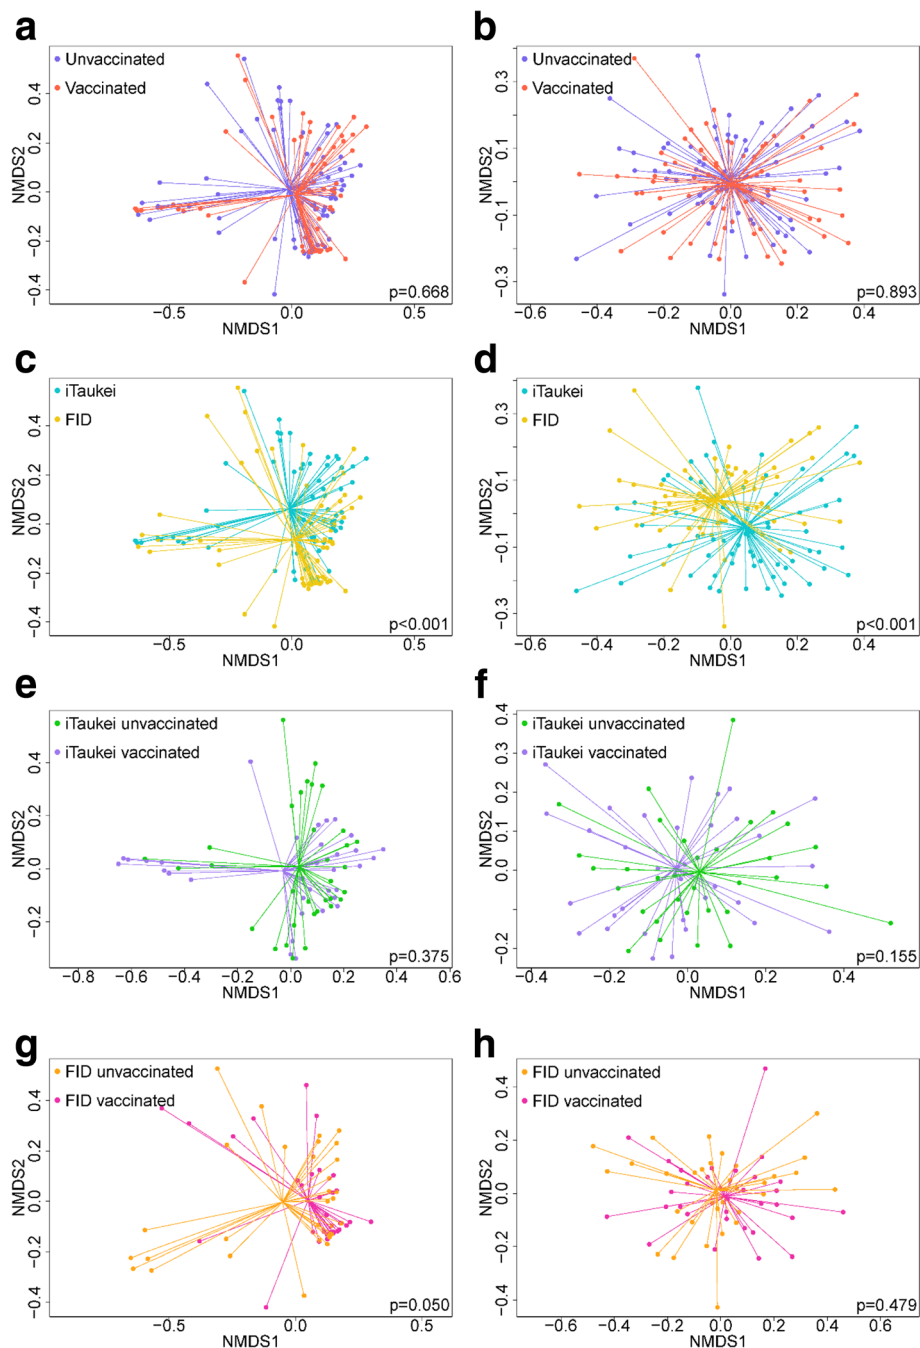 a
Unvaccinated
Vaccinated
NMDS2
0.4
0.2
0.0
−0.2
−0.4
−0.5
0.0
0.5
NMDS1
p=0.668
b
Unvaccinated
Vaccinated
NMDS2
0.3
0.1
−0.1
−0.3
−0.6
−0.4
−0.2
0.0
0.2
0.4
NMDS1
p=0.893
c
iTaukei
FID
NMDS2
0.4
0.2
0.0
−0.2
−0.4
−0.5
0.0
0.5
NMDS1
p<0.001
d
iTaukei
FID
NMDS2
0.3
0.1
−0.1
−0.3
−0.6
−0.4
−0.2
0.0
0.2
0.4
NMDS1
p<0.001
e
iTaukei unvaccinated
iTaukei vaccinated
NMDS2
0.4
0.2
0.0
−0.2
−0.8
−0.6
−0.4
−0.2
0.0
0.2
0.4
0.6
NMDS1
p=0.375
f
iTaukei unvaccinated
iTaukei vaccinated
NMDS2
0.4
0.3
0.2
0.1
0.0
−0.2
−0.4
−0.2
0.0
0.2
0.4
NMDS1
p=0.155
g
FID unvaccinated
FID vaccinated
NMDS2
0.4
0.2
0.0
−0.2
−0.4
−0.5
0.0
0.5
NMDS1
p=0.050
h
FID unvaccinated
FID vaccinated
NMDS2
0.4
0.2
0.0
−0.2
−0.4
−0.6
−0.4
−0.2
0.0
0.2
0.4
0.6
NMDS1
p=0.479